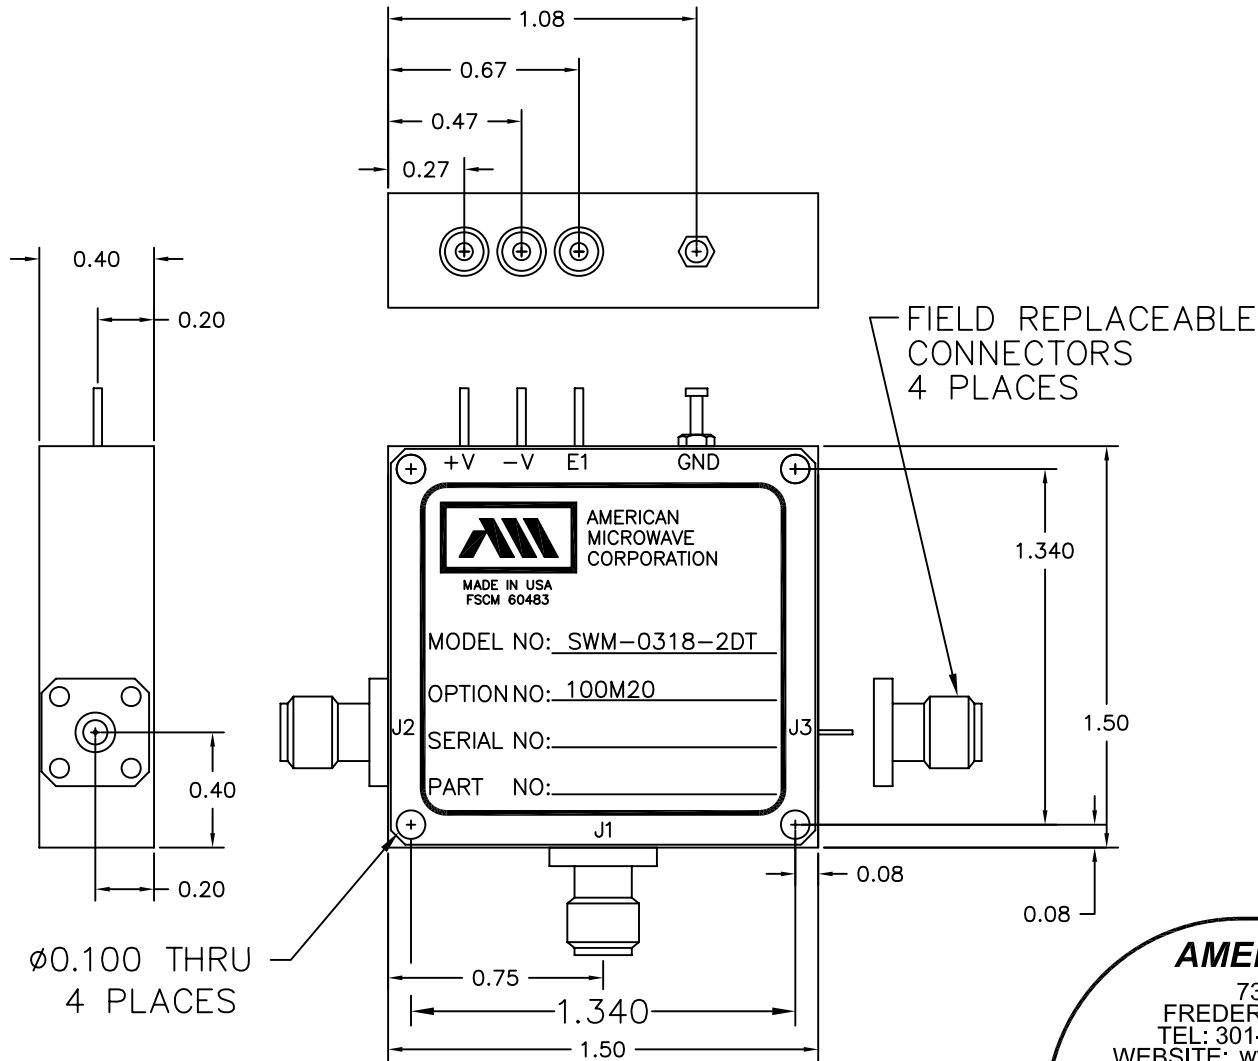 1.08
0.67
0.47
0.27
0.40
0.20
FIELD REPLACEABLE
CONNECTORS
4 PLACES
+V -V E1 GND
AMERICAN
MICROWAVE
CORPORATION
MADE IN USA
FSCM 60483
1.340
MODEL NO: SWM-0318-2DT
OPTION NO: 100M20
J2
J3
SERIAL NO:
1.50
PART NO:
0.40
J1
0.20
0.08
0.08
Ø0.100 THRU
4 PLACES
0.75
1.340
1.50
AME
73
FREDER
TEL: 301-
WEBSITE: W